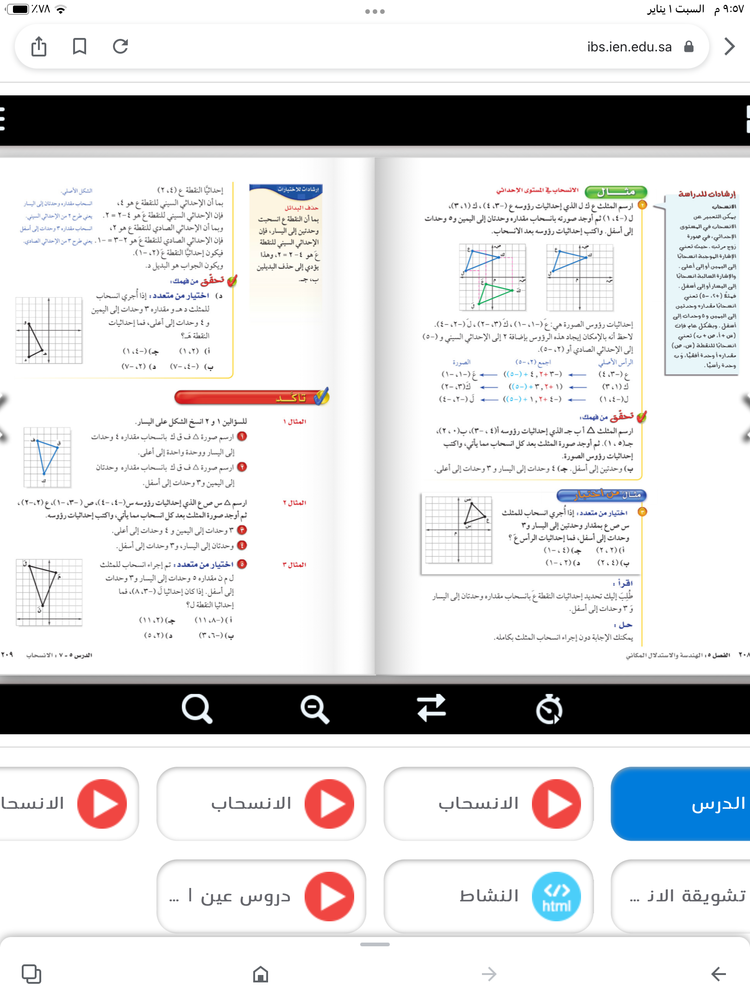 ٩:٥٧ م السبت ١ يناير
٪٧٨
ibs.ien.edu.sa
إرشادات للدراسة
الانسحاب
يمكن التعبير عن
الانسحاب في المستوى
الإحداثي، في صورة
زوج مرتب. حيث تعني
الإشارة الموجبة انسحابًا
إلى اليمين أو إلى أعلى.
والإشارة السالبة انسحابًا
إلى اليسار أو إلى أسفل.
فمثلًا (+٢، -٥) تعني
انسحابًا مقداره وحدتين
إلى اليمين و ٥ وحدات إلى
أسفل. وبشكل عام فإن
(س + أ، ص + ب) تعني
انسحابًا للنقطة (س، ص)
مقداره أ وحدة أفقيًا، وَ ب
وحدة رأسيًا.
مثـــال الانسحاب في المستوى الإحداثي
٢ ارسم المثلث ع ك ل الذي إحداثيات رؤوسه ع (-٣، ٤)، ك (١، ٣)،
ل (-٤، ١) ثم أوجد صورته بانسحاب مقداره وحدتان إلى اليمين و٥ وحدات
إلى أسفل. واكتب إحداثيات رؤوسه بعد الانسحاب.
ص ع ك ل م س
ص ع ك ل م س عَ كَ لَ
إحداثيات رؤوس الصورة هي: عَ (-١، -١)، كَ (٣، -٢)، لَ (-٢، -٤).
لاحظ أنه بالإمكان إيجاد هذه الرؤوس بإضافة ٢ إلى الإحداثي السيني و (-٥)
إلى الإحداثي الصادي أو (٢، -٥).
الرأس الأصلي اجمع (٢، -٥) الصورة
ع (-٣، ٤) (-٣ +٢, ٤ + (-٥)) عَ (-١، -١)
ك (١، ٣) (١ +٢, ٣ + (-٥)) كَ(٣، -٢)
ل(-٤، ١) (-٤ +٢, ١ + (-٥)) لَ (-٢، -٤)
تحقّق من فهمك:
ارسم المثلث △ أ ب جـ الذي إحداثيات رؤوسه أ(٤، -٣)، ب(٠، ٢)،
جـ(٥، ١). ثم أوجد صورة المثلث بعد كل انسحاب مما يأتي، واكتب
إحداثيات رؤوس الصورة.
ب) وحدتين إلى أسفل. جـ) ٤ وحدات إلى اليسار و ٣ وحدات إلى أعلى.
مثـال من اختبار
٣ اختيار من متعدد: إذا أُجري انسحاب للمثلث
س ص ع بمقدار وحدتين إلى اليسار و٣
وحدات إلى أسفل، فما إحداثيات الرأس عَ؟
أ) (٢، ٢) جـ) (٤، -١)
ب) (٤، ٢) د) (٢، -١)
ص ع س م
اقرأ:
طُلِبَ إليك تحديد إحداثيات النقطة عَ بانسحاب مقداره وحدتان إلى اليسار
وَ ٣ وحدات إلى أسفل.
حـل:
يمكنك الإجابة دون إجراء انسحاب المثلث بكامله.
٢٠٨ الفصل ٥: الهندسة والاستدلال المكاني
إرشادات للاختبارات
حذف البدائل
بما أن النقطة ع انسحبت
وحدتين إلى اليسار، فإن
الإحداثي السيني للنقطة
عَ هو ٤ - ٢ = ٢، وهذا
يؤدي إلى حذف البديلين
ب، جـ.
إحداثيًّا النقطة ع (٤، ٢) الشكل الأصلي.
بما أن الإحداثي السيني للنقطة ع هو ٤، انسحاب مقداره وحدتان إلى اليسار
فإن الإحداثي السيني للنقطة عَ هو ٤-٢ = ٢. يعني طرح ٢ من الإحداثي السيني.
وبما أن الإحداثي الصادي للنقطة ع هو ٢، انسحاب مقداره ٣ وحدات إلى أسفل
فإن الإحداثي الصادي للنقطة عَ هو ٢-٣ = -١. يعني طرح ٣ من الإحداثي الصادي.
فيكون إحداثيًّا النقطة عَ (٢، -١).
ويكون الجواب هو البديل د.
تحقّق من فهمك:
د) اختيار من متعدد: إذا أُجري انسحاب
للمثلث د هـ و مقداره ٣ وحدات إلى اليمين
و ٤ وحدات إلى أعلى، فما إحداثيات
النقطة هَـ؟
أ) (٢، ١) جـ) (-٤، ١)
ب) (-٤، -٧) د) (٢، -٧)
و هـ د
تأكـــد
المثال ١ للسؤالين ١ و ٢ انسخ الشكل على اليسار.
١ ارسم صورة △ ف ق ك بانسحاب مقداره ٤ وحدات
إلى اليسار ووحدة واحدة إلى أعلى.
٢ ارسم صورة △ ف ق ك بانسحاب مقداره وحدتان
إلى اليمين و٣ وحدات إلى أسفل.
ف ق ك
المثال ٢ ارسم △ س ص ع الذي إحداثيات رؤوسه س(-٤، -٤)، ص (-٣، -١)، ع (٢، -٢)،
ثم أوجد صورة المثلث بعد كل انسحاب مما يأتي، واكتب إحداثيات رؤوسه.
٣ ٣ وحدات إلى اليمين و ٤ وحدات إلى أعلى.
٤ وحدتان إلى اليسار، و٣ وحدات إلى أسفل.
المثال ٣ ٥ اختيار من متعدد: تم إجراء انسحاب للمثلث
ل م ن مقداره ٥ وحدات إلى اليسار و٣ وحدات
إلى أسفل. إذا كان إحداثيا لَ (-٣، ٨)، فما
إحداثيا النقطة ل؟
أ) (-٨، ١١) جـ) (٢، ١١)
ب) (-٦، ٣) د) (٢، ٥)
لَ مَ نَ
الدرس ٥ - ٧: الانسحاب ٢٠٩
الدرس
الانسحاب
الانسحاب
الانسحا
تشويقة الانـ ...
النشاط
</>
html
دروس عين ا ...